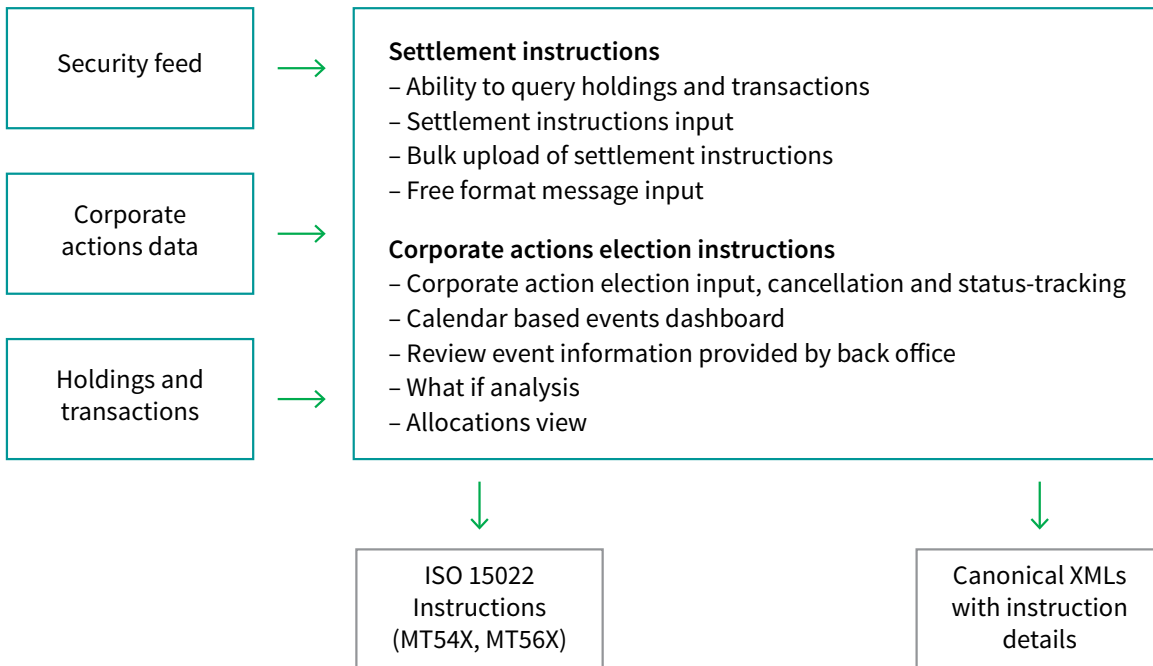 Security feed
Corporate
actions data
Holdings and
transactions
Settlement instructions
– Ability to query holdings and transactions
– Settlement instructions input
– Bulk upload of settlement instructions
– Free format message input
Corporate actions election instructions
– Corporate action election input, cancellation and status-tracking
– Calendar based events dashboard
– Review event information provided by back office
– What if analysis
– Allocations view
ISO 15022
Instructions
(MT54X, MT56X)
Canonical XMLs
with instruction
details